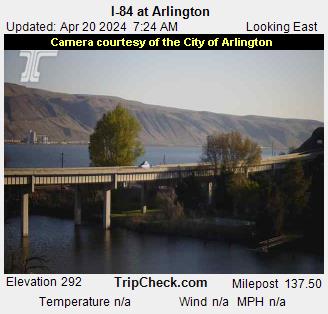 I-84 at Arlington
Updated: Apr 20 2024 7:24 AM Looking East
Camera courtesy of the City of Arlington
Elevation 292 TripCheck.com Milepost 137.50
Temperature n/a Wind n/a MPH n/a